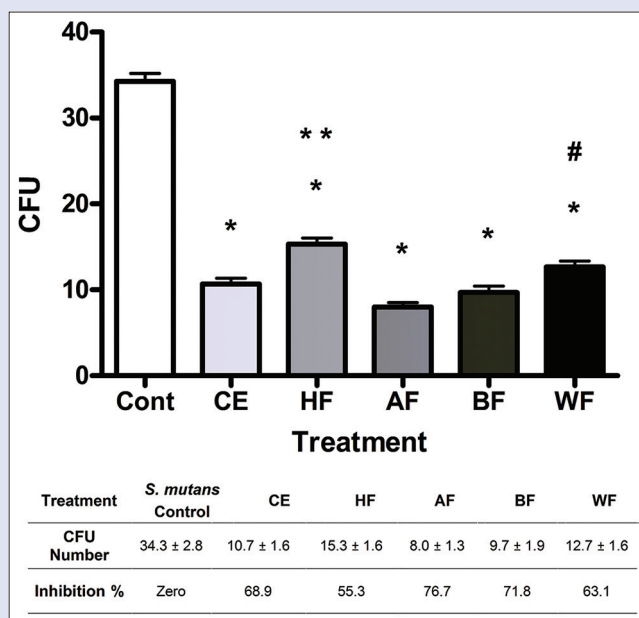 40
30
20
10
0
CFU
* *
#
*
*
*
*
*
Cont CE HF AF BF WF
Treatment
Treatment S. mutans Control CE HF AF BF WF
CFU Number 34.3 ± 2.8 10.7 ± 1.6 15.3 ± 1.6 8.0 ± 1.3 9.7 ± 1.9 12.7 ± 1.6
Inhibition % Zero 68.9 55.3 76.7 71.8 63.1